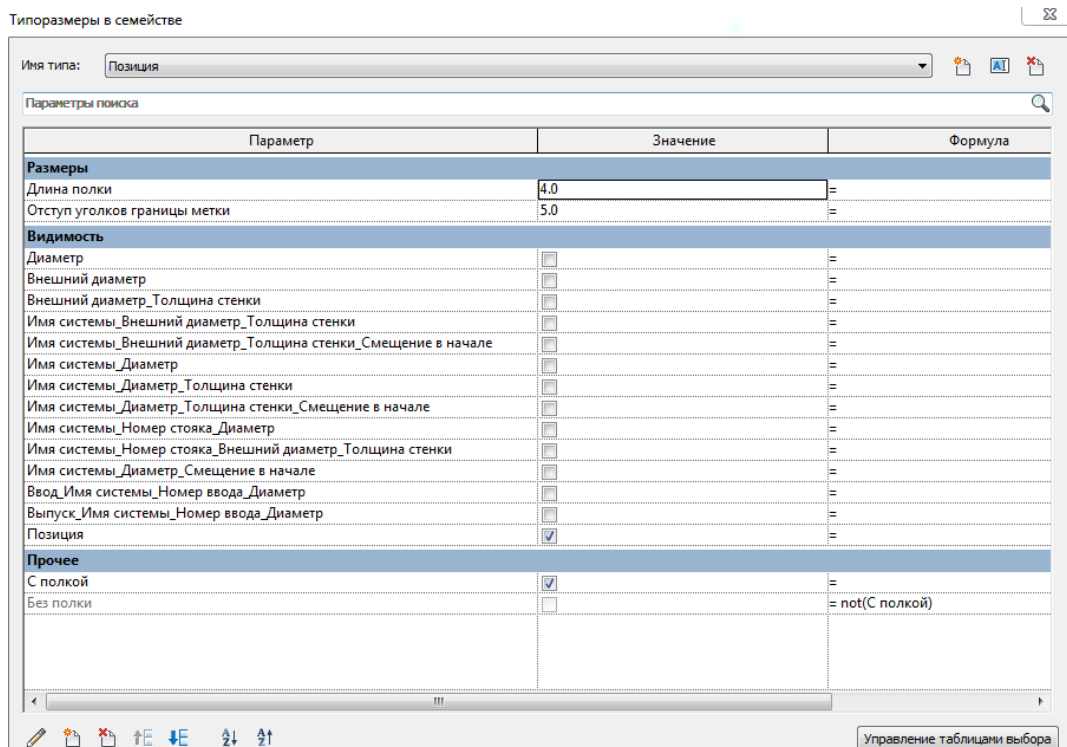 Типоразмеры в семействе
Имя типа: Позиция
Параметры поиска
Параметр Значение Формула
Размеры
Длина полки 4.0 =
Отступ уголков границы метки 5.0 =
Видимость
Диаметр =
Внешний диаметр =
Внешний диаметр_Толщина стенки =
Имя системы_Внешний диаметр_Толщина стенки =
Имя системы_Внешний диаметр_Толщина стенки_Смещение в начале =
Имя системы_Диаметр =
Имя системы_Диаметр_Толщина стенки =
Имя системы_Диаметр_Толщина стенки_Смещение в начале =
Имя системы_Номер стояка_Диаметр =
Имя системы_Номер стояка_Внешний диаметр_Толщина стенки =
Имя системы_Диаметр_Смещение в начале =
Ввод_Имя системы_Номер ввода_Диаметр =
Выпуск_Имя системы_Номер ввода_Диаметр =
Позиция =
Прочее
С полкой =
Без полки = not(С полкой)
Управление таблицами выбора